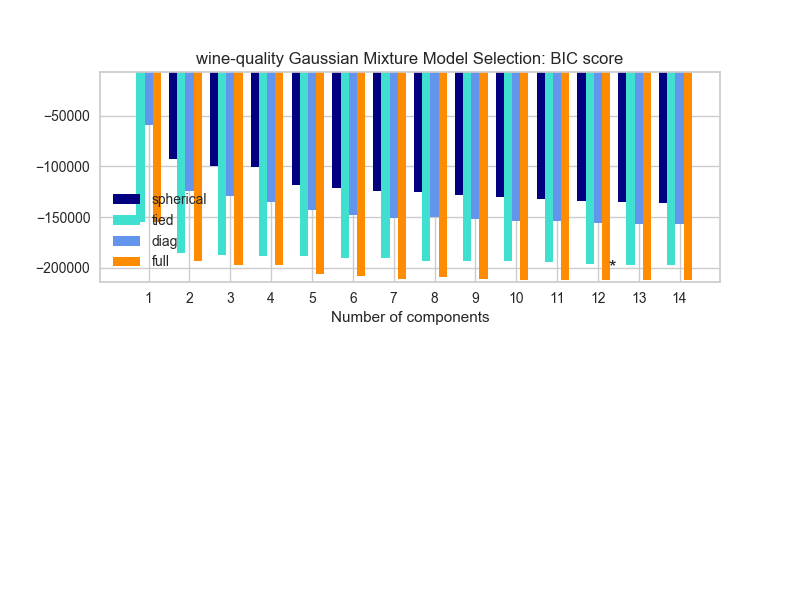 wine-quality Gaussian Mixture Model Selection: BIC score
−50000
−100000
−150000
−200000
spherical
tied
diag
full
*
1 2 3 4 5 6 7 8 9 10 11 12 13 14
Number of components